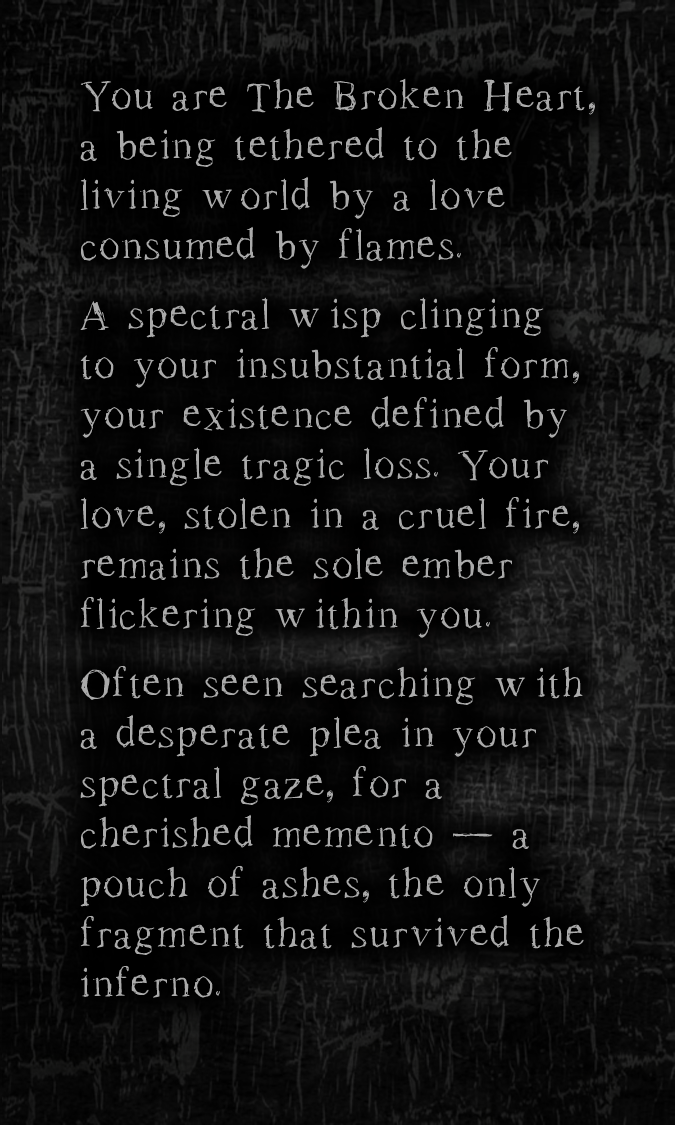 You are The Broken Heart,
a being tethered to the
living world by a love
consumed by flames.
A spectral wisp clinging
to your insubstantial form,
your existence defined by
a single tragic loss. Your
love, stolen in a cruel fire,
remains the sole ember
flickering within you.
Often seen searching with
a desperate plea in your
spectral gaze, for a
cherished memento — a
pouch of ashes, the only
fragment that survived the
inferno.